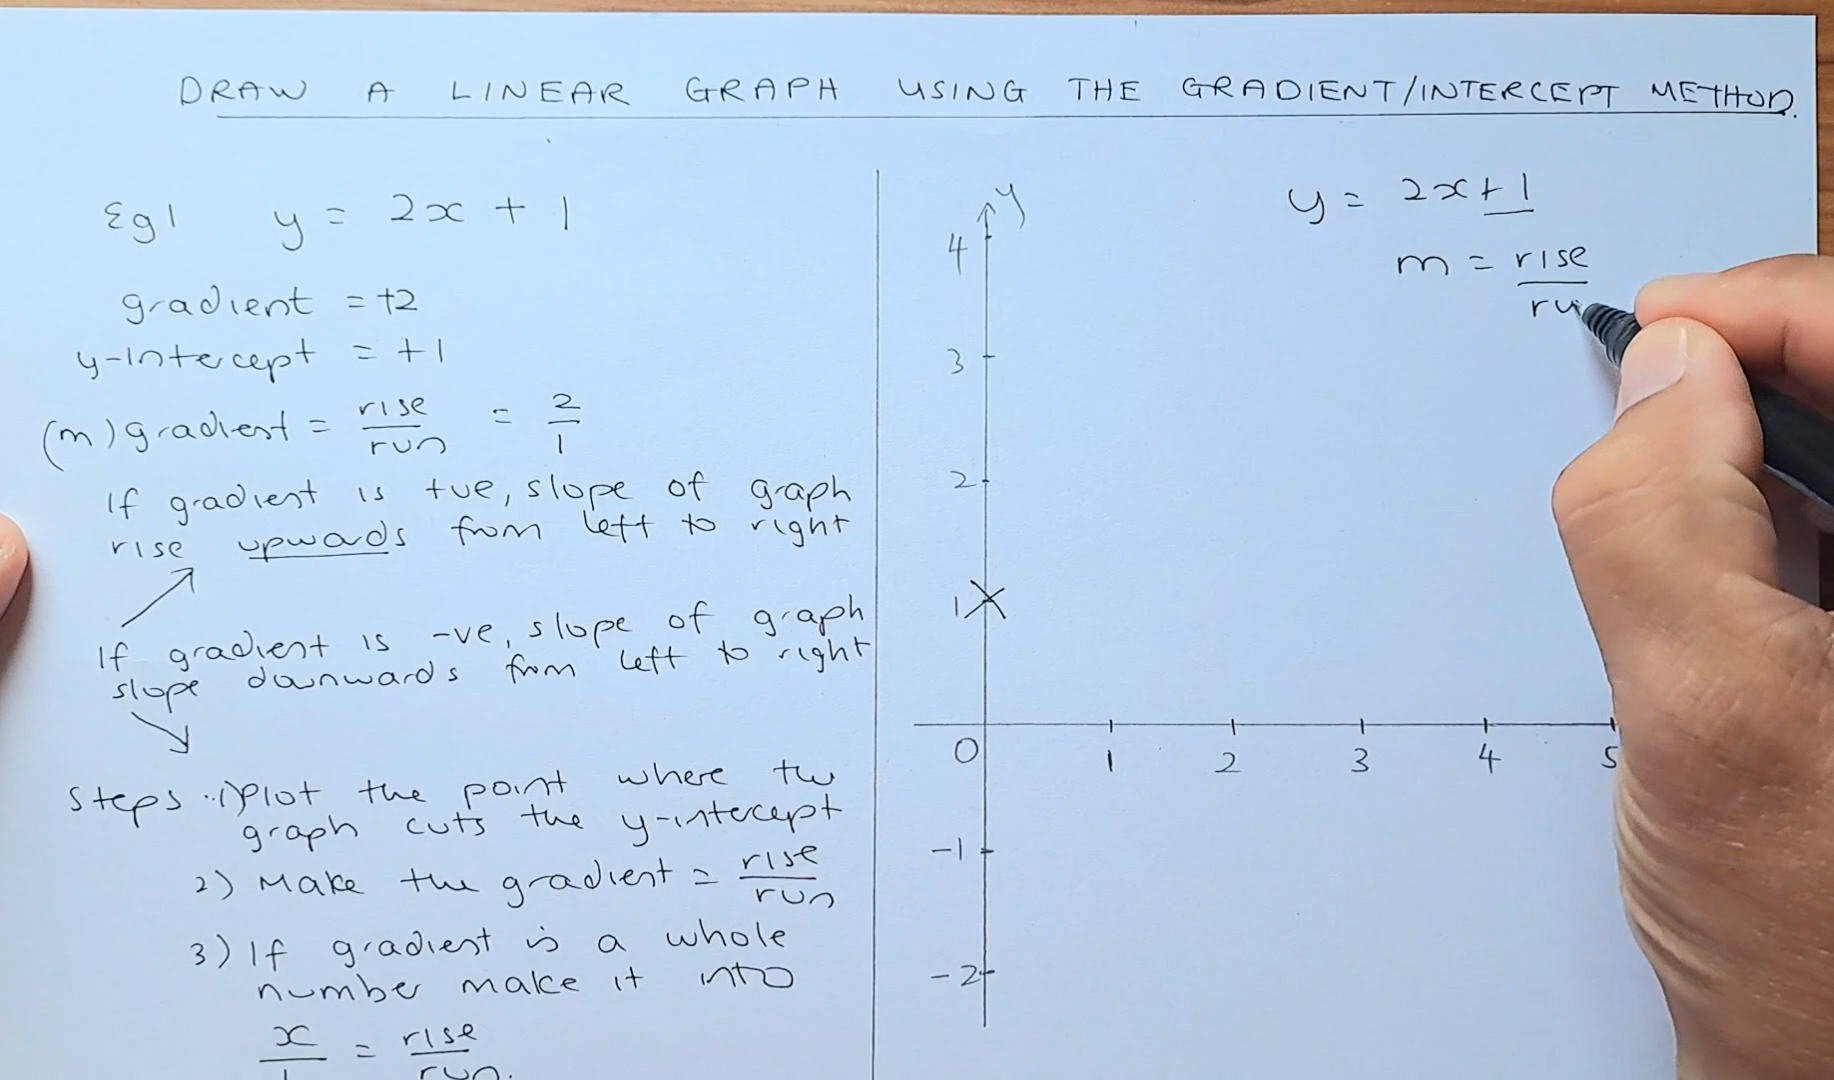 DRAW A LINEAR GRAPH USING THE GRADIENT/INTERCEPT METHOD.
Eg1 y = 2x + 1
gradient = +2
y-intercept = +1
(m) gradient = rise/run = 2/1
If gradient is +ve, slope of graph
rise upwards from left to right
If gradient is -ve, slope of graph
slope downwards from left to right
Steps :1) Plot the point where the
graph cuts the y-intercept
2) Make the gradient = rise/run
3) If gradient is a whole
number make it into
x/1 = rise/run.
y = 2x + 1
m = rise/ru
y
4
3
2
1
0 1 2 3 4 5
-1
-2